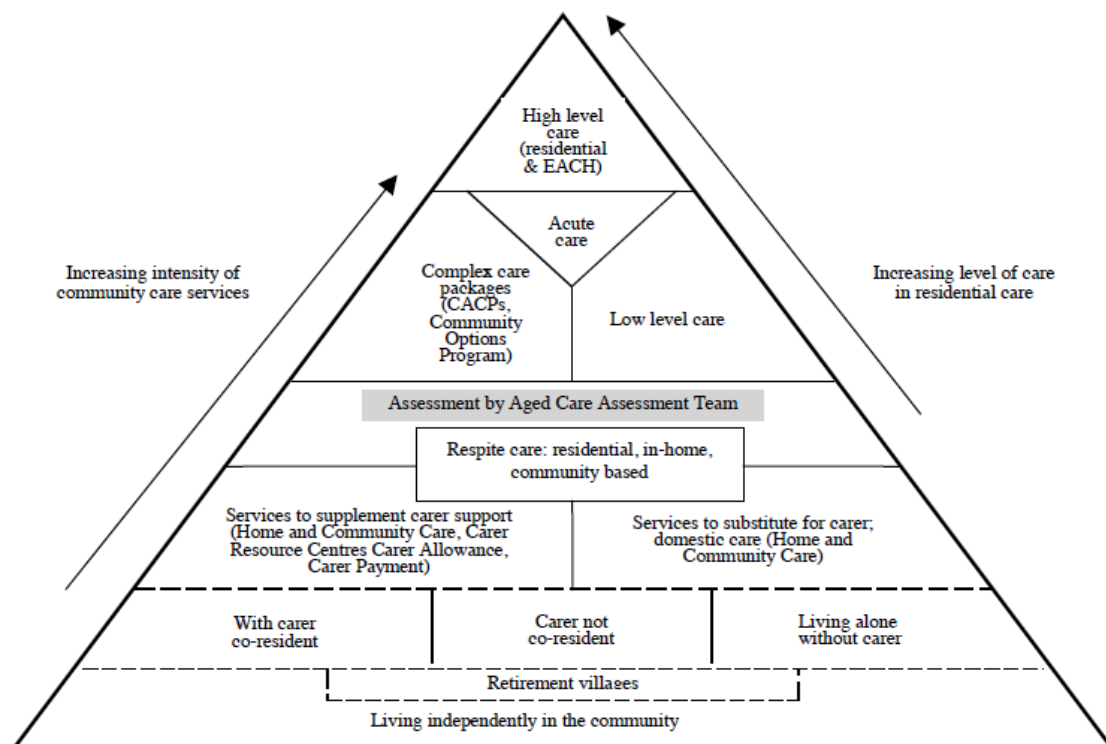 High level
care
(residential
& EACH)
Acute
care
Increasing intensity of
community care services
Complex care
packages
(CACPs,
Community
Options
Program)
Low level care
Increasing level of care
in residential care
Assessment by Aged Care Assessment Team
Respite care: residential, in-home,
community based
Services to supplement carer support
(Home and Community Care, Carer
Resource Centres Carer Allowance,
Carer Payment)
Services to substitute for carer;
domestic care (Home and
Community Care)
With carer
co-resident
Carer not
co-resident
Living alone
without carer
Retirement villages
Living independently in the community